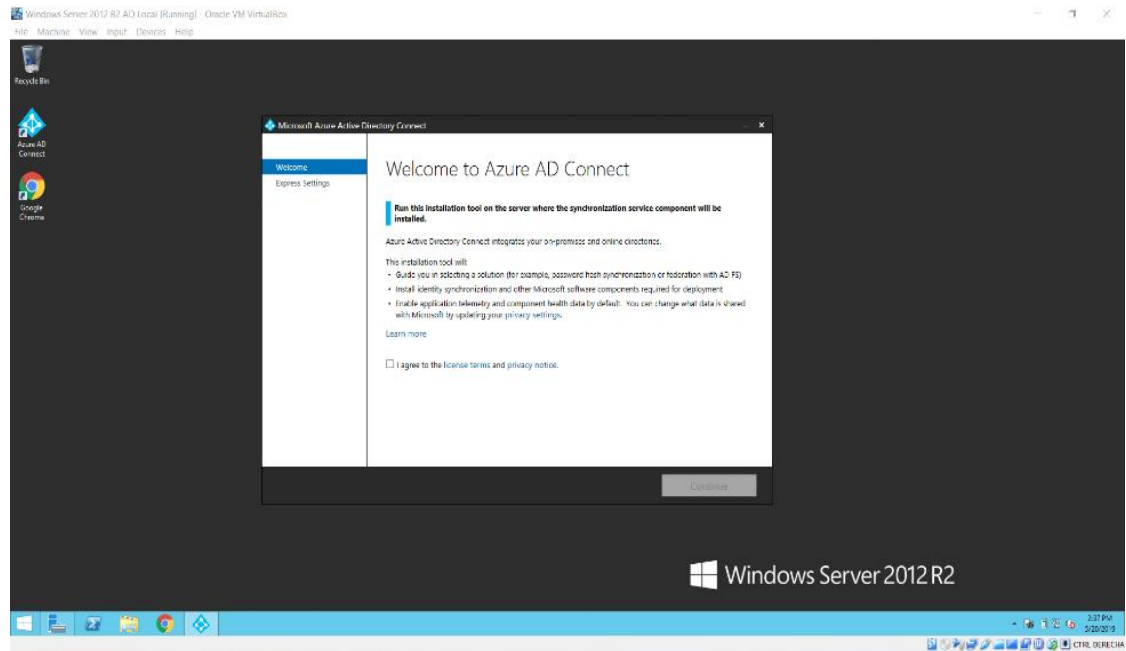 Windows Server 2012 R2 AD Local [Running] - Oracle VM VirtualBox
File Machine View Input Devices Help
Recycle Bin
Azure AD
Connect
Google
Chrome
Microsoft Azure Active Directory Connect
Welcome
Express Settings
Welcome to Azure AD Connect
Run this installation tool on the server where the synchronization service component will be
installed.
Azure Active Directory Connect integrates your on-premises and online directories.
This installation tool will:
• Guide you in selecting a solution (for example, password hash synchronization or federation with AD FS)
• Install identity synchronization and other Microsoft software components required for deployment
• Enable application telemetry and component health data by default. You can change what data is shared
with Microsoft by updating your privacy settings.
Learn more
I agree to the license terms and privacy notice.
Continue
Windows Server 2012 R2
2:37 PM
5/20/2019
CTRL DERECHA